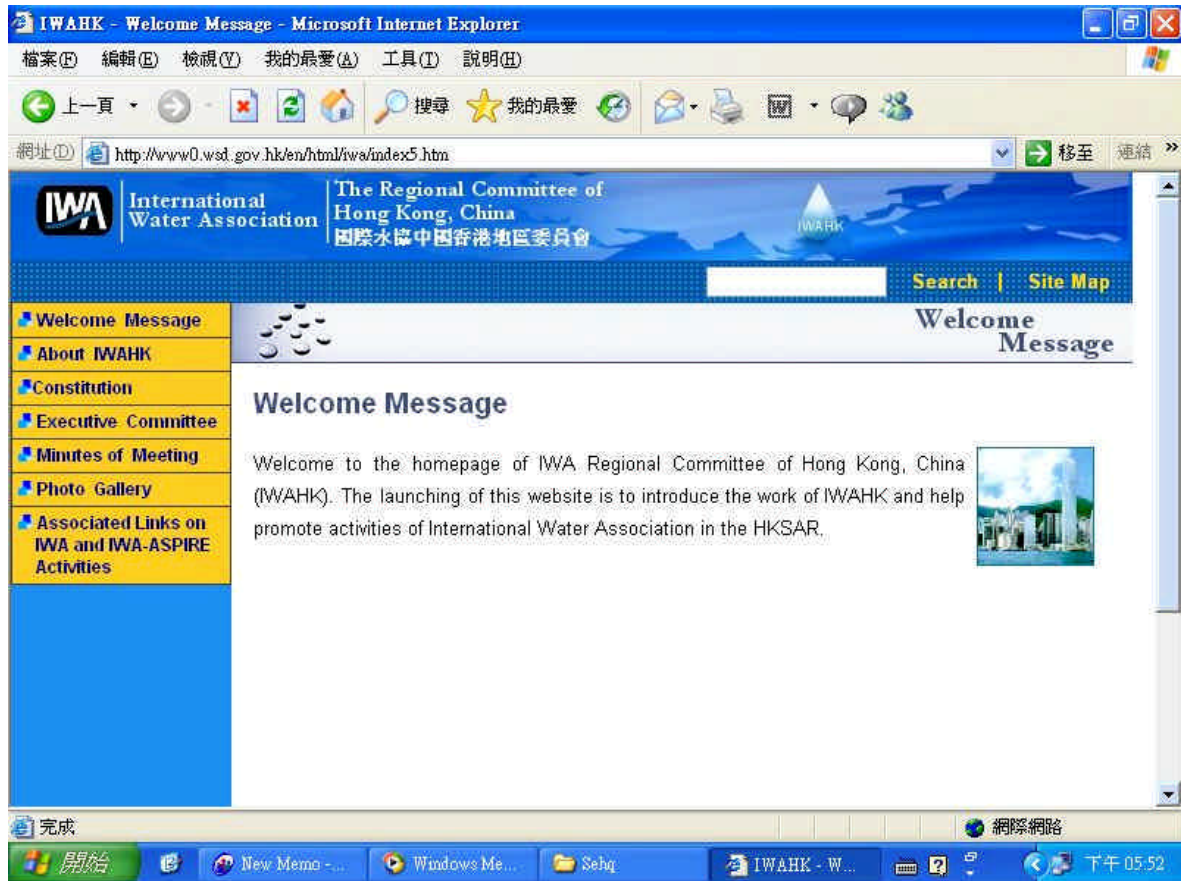 IWAHK - Welcome Message - Microsoft Internet Explorer
檔案(F) 編輯(E) 檢視(V) 我的最愛(A) 工具(T) 說明(H)
上一頁 搜尋 我的最愛
網址(D) http://www0.wsd.gov.hk/en/html/iwa/index5.htm 移至 連結 »
IWA
International
Water Association
The Regional Committee of
Hong Kong, China
國際水協中國香港地區委員會
IWAHK
Search | Site Map
Welcome Message
About IWAHK
Constitution
Executive Committee
Minutes of Meeting
Photo Gallery
Associated Links on
IWA and IWA-ASPIRE
Activities
Welcome
Message
Welcome Message
Welcome to the homepage of IWA Regional Committee of Hong Kong, China
(IWAHK). The launching of this website is to introduce the work of IWAHK and help
promote activities of International Water Association in the HKSAR.
完成 網際網路
開始 New Memo -... Windows Me... Sehq IWAHK - W... 下午 05:52